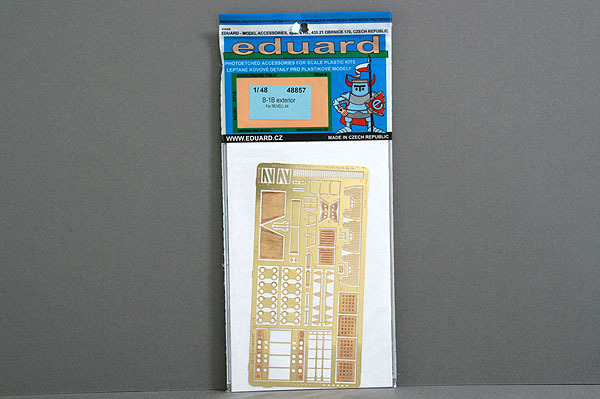 EDUARD - MODEL ACCESSORIES, 435 21 OBRNICE 170, CZECH REPUBLIC
eduard
PHOTOETCHED ACCESSORIES FOR SCALE PLASTIC KITS
LEPTANÉ KOVOVÉ DETAILY PRO PLASTIKOVÉ MODELY
1/48 48857
B-1B exterior
For REVELL kit
WWW.EDUARD.CZ MADE IN CZECH REPUBLIC